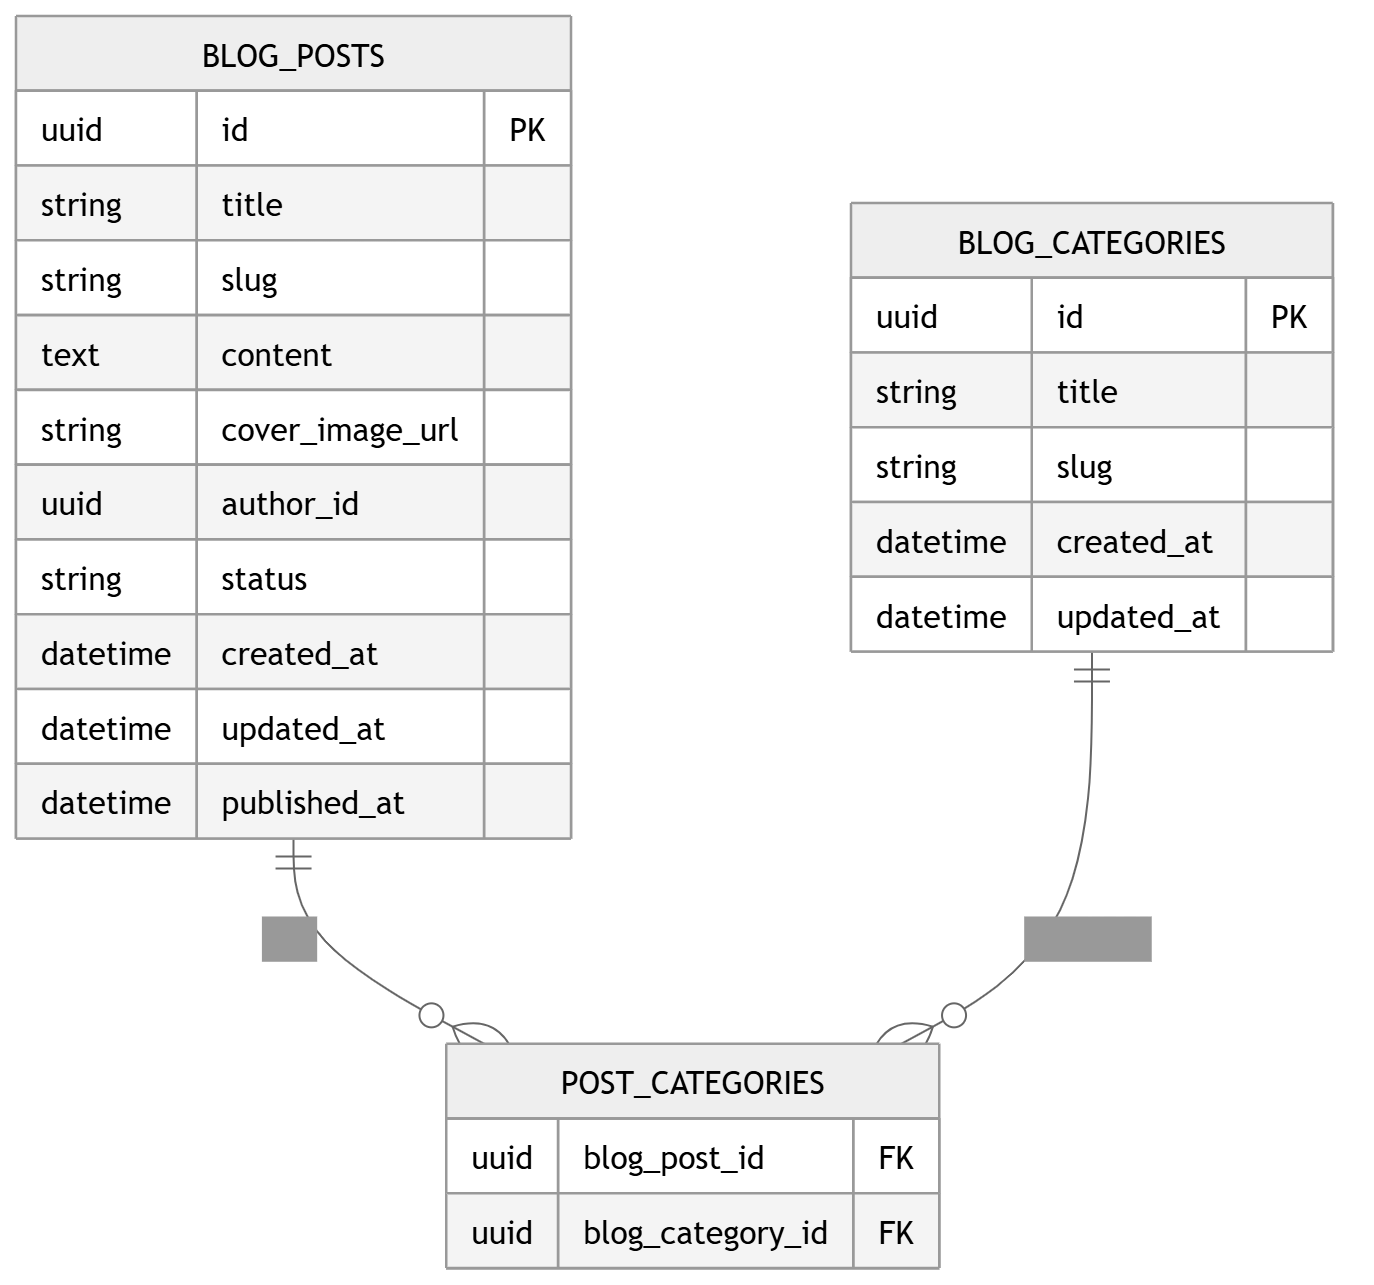 BLOG_POSTS
uuid id PK
string title
string slug
text content
string cover_image_url
uuid author_id
string status
datetime created_at
datetime updated_at
datetime published_at
BLOG_CATEGORIES
uuid id PK
string title
string slug
datetime created_at
datetime updated_at
POST_CATEGORIES
uuid blog_post_id FK
uuid blog_category_id FK